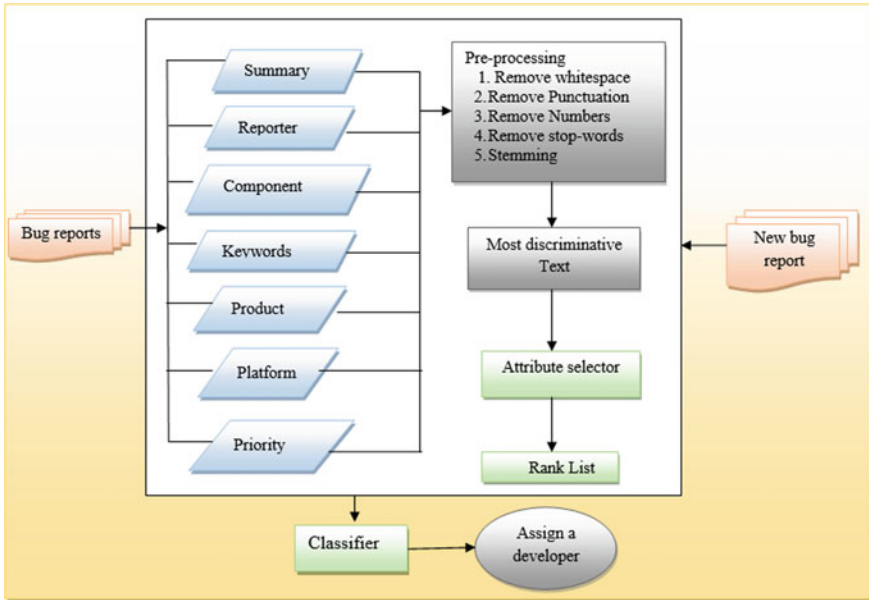 Bug reports
Summary
Reporter
Component
Keywords
Product
Platform
Priority
Pre-processing
1. Remove whitespace
2. Remove Punctuation
3. Remove Numbers
4. Remove stop-words
5. Stemming
Most discriminative
Text
Attribute selector
Rank List
New bug
report
Classifier
Assign a
developer